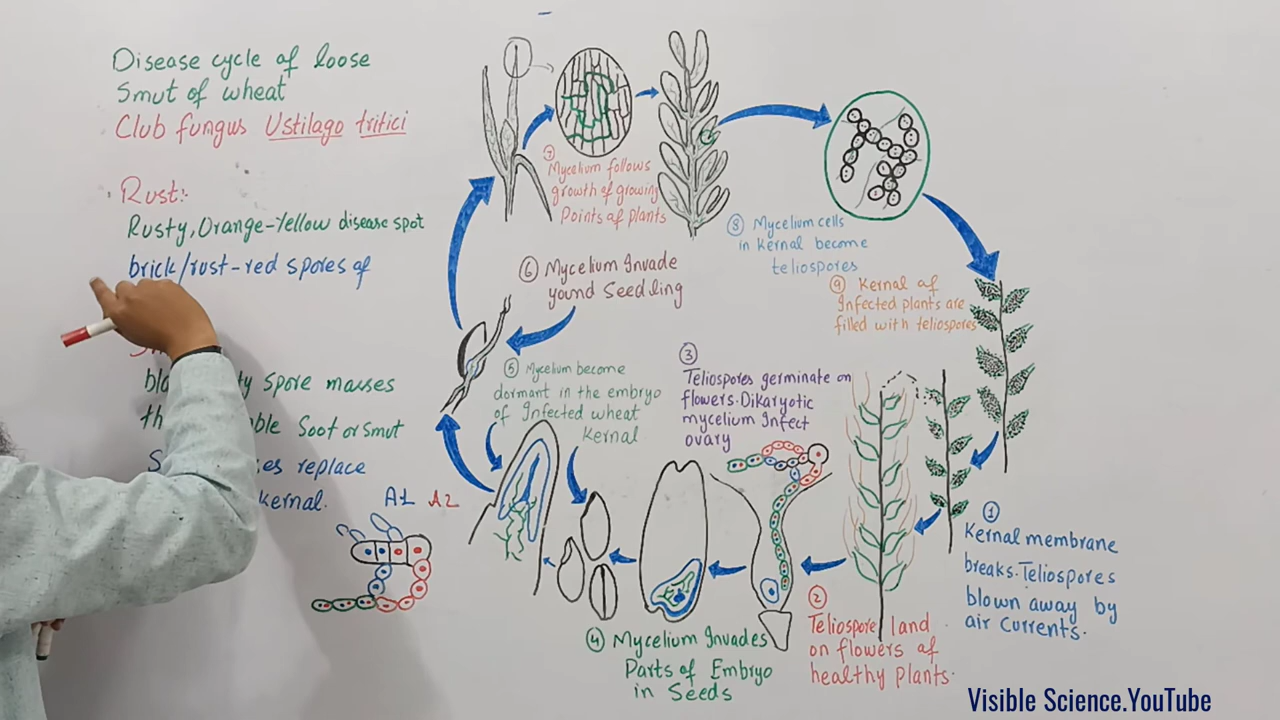 Disease cycle of loose
Smut of wheat
Club fungus Ustilago tritici
Rust:
Rusty, Orange-Yellow disease spot
brick/rust-red spores of
spore masses
Soot or smut
replace
kernel.
A1 A2
⑦
Mycelium follows
growth of growing
Points of plants
⑧ Mycelium cells
in Kernel become
teliospores
⑨ Kernal of
Infected plants are
filled with teliospores
⑥ Mycelium Invade
yound Seedling
⑤ Mycelium become
dormant in the embryo
of Infected wheat
Kernal
③
Teliospores germinate on
flowers. Dikaryotic
mycelium Infect
ovary
①
Kernal membrane
breaks. Teliospores
blown away by
air currents.
②
Teliospore land
on flowers of
healthy plants.
④ Mycelium Invades
Parts of Embryo
in Seeds
Visible Science.YouTube